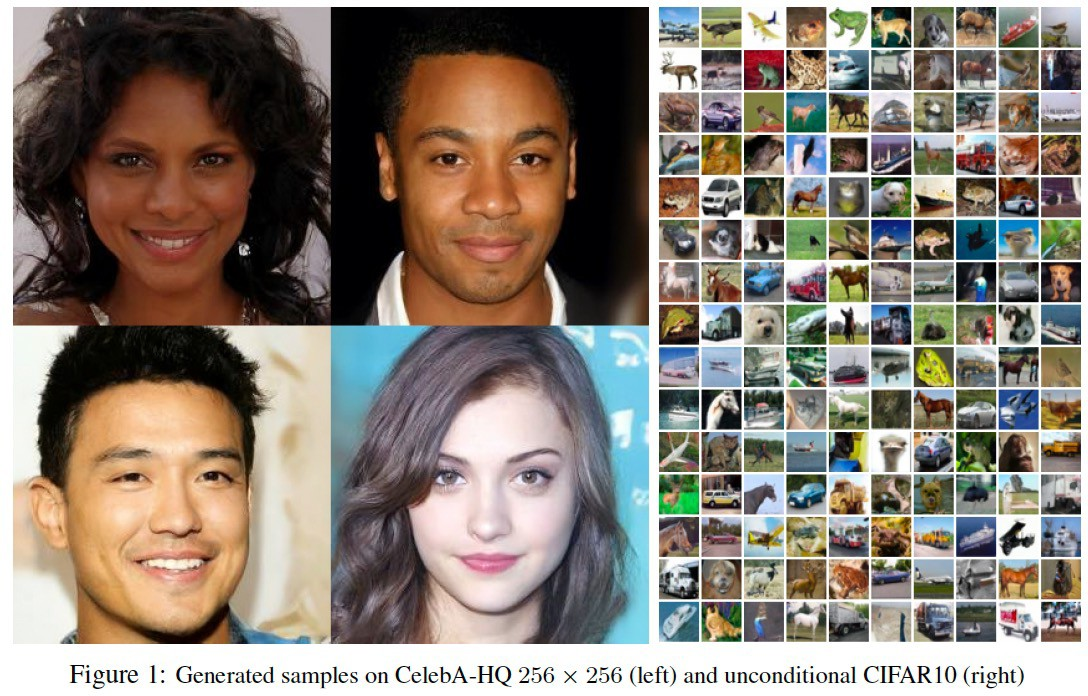 Figure 1: Generated samples on CelebA-HQ 256 × 256 (left) and unconditional CIFAR10 (right)